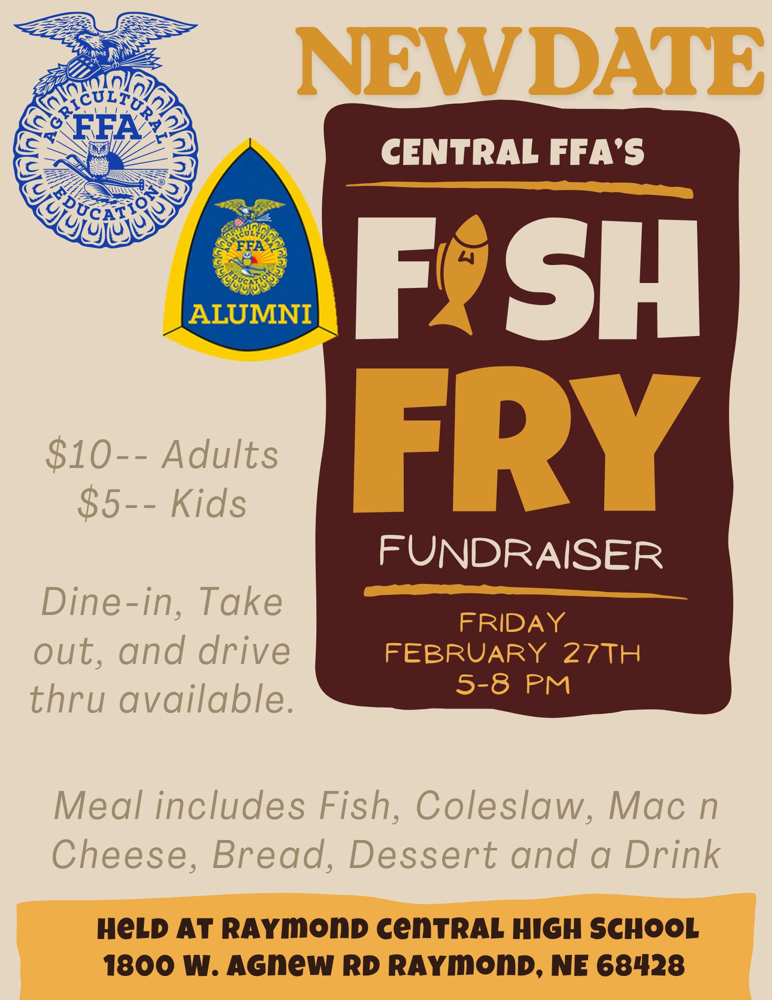 NEW DATE
AGRICULTURAL
FFA
EDUCATION
®
AGRICULTURAL
FFA
EDUCATION
ALUMNI
CENTRAL FFA'S
FISH
FRY
FUNDRAISER
FRIDAY
FEBRUARY 27TH
5-8 PM
$10-- Adults
$5-- Kids
Dine-in, Take
out, and drive
thru available.
Meal includes Fish, Coleslaw, Mac n
Cheese, Bread, Dessert and a Drink
HELD AT RAYMOND CENTRAL HIGH SCHOOL
1800 W. AGNEW RD RAYMOND, NE 68428